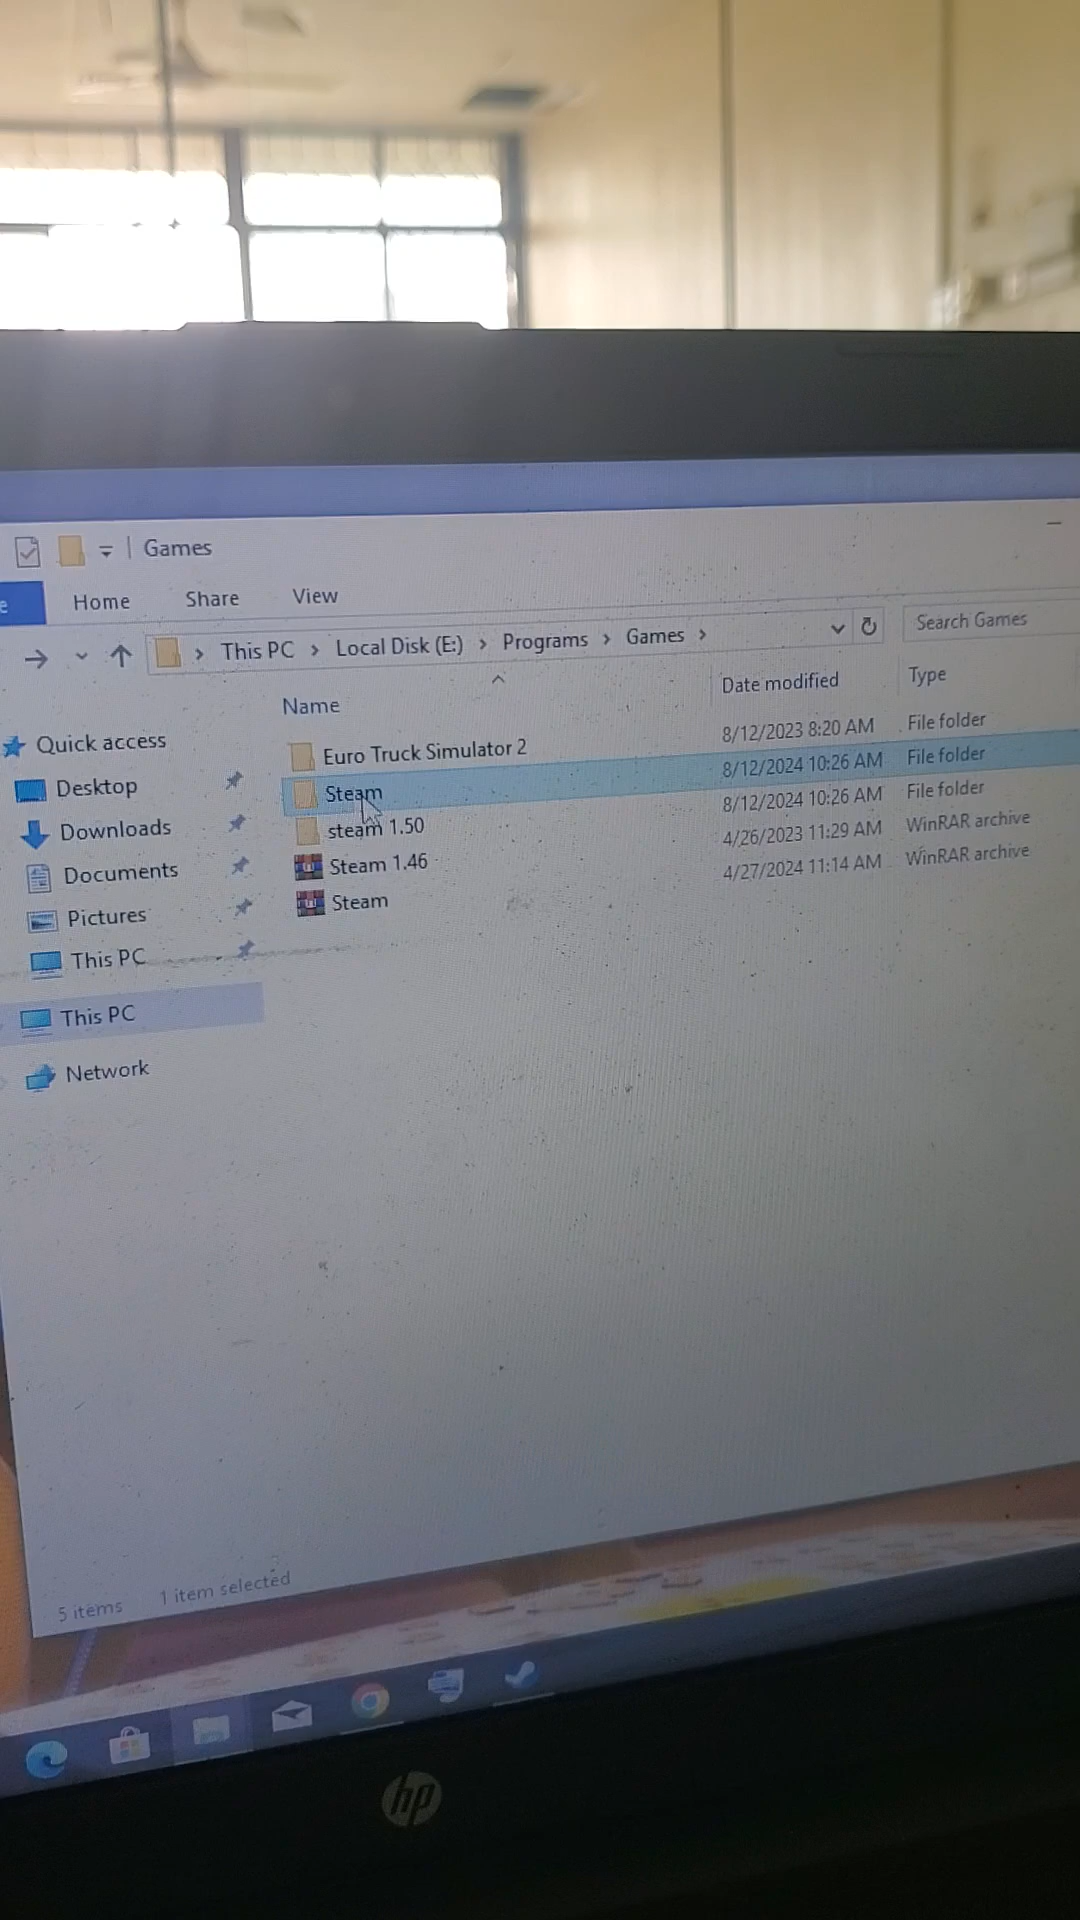 Games
e Home Share View
This PC Local Disk (E:) Programs Games Search Games
Name Date modified Type
Quick access
Desktop
Downloads
Documents
Pictures
This PC
This PC
Network
Euro Truck Simulator 2 8/12/2023 8:20 AM File folder
Steam 8/12/2024 10:26 AM File folder
steam 1.50 8/12/2024 10:26 AM File folder
Steam 1.46 4/26/2023 11:29 AM WinRAR archive
Steam 4/27/2024 11:14 AM WinRAR archive
5 items 1 item selected
hp